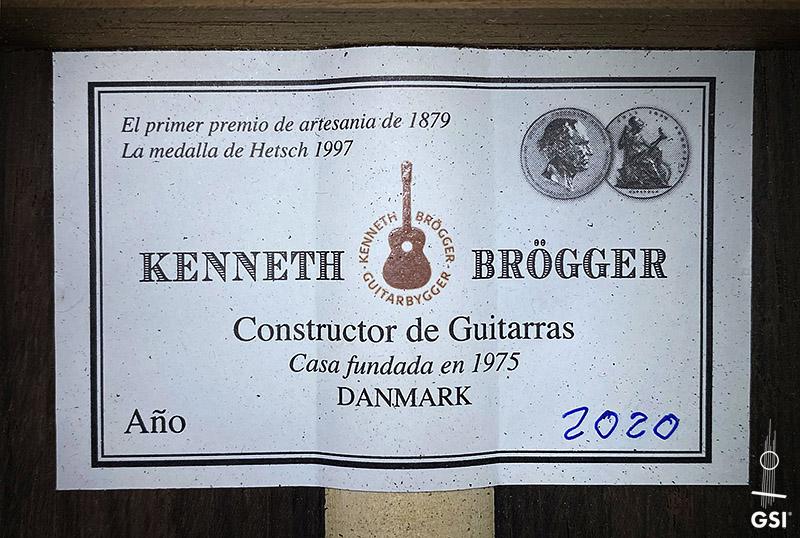 El primer premio de artesania de 1879
La medalla de Hetsch 1997
KENNETH BRÖGGER
KENNETH BRÖGGER
· GUITARBYGGER ·
Constructor de Guitarras
Casa fundada en 1975
DANMARK
Año 2020
GSI